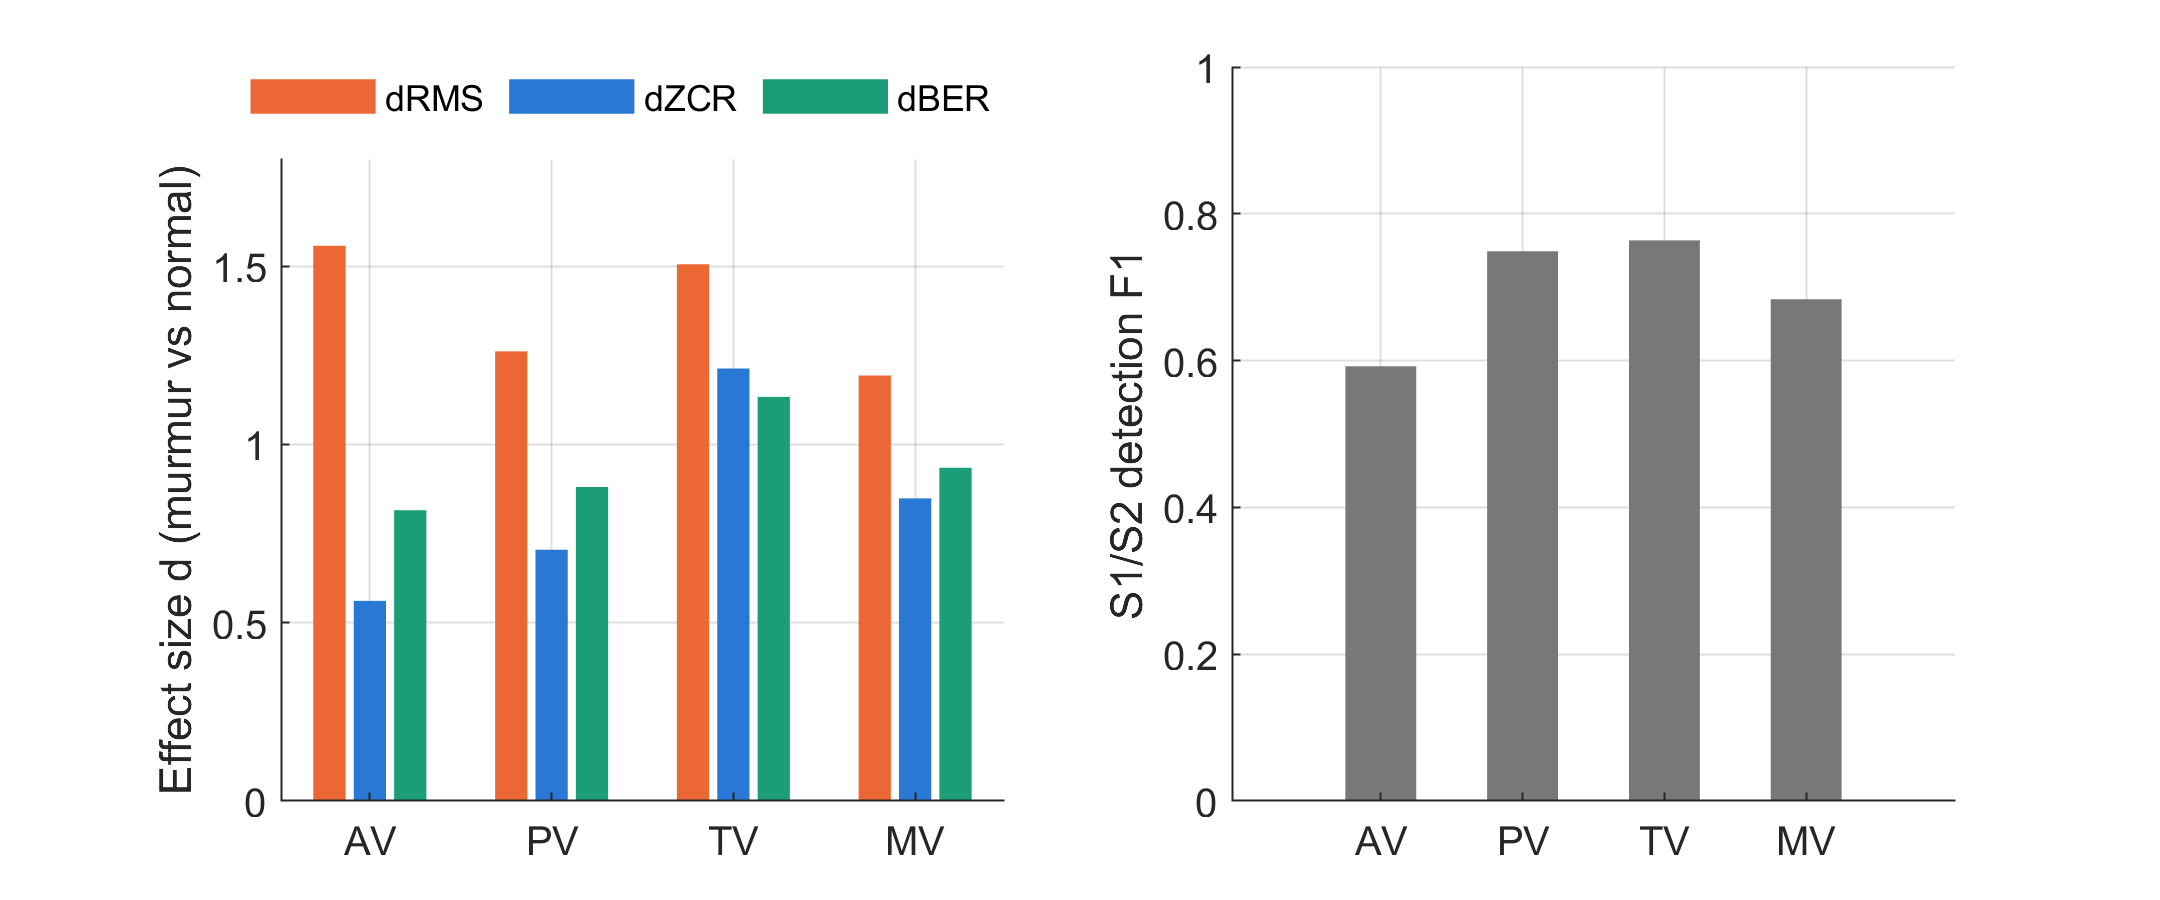 dRMS dZCR dBER
Effect size d (murmur vs normal)
1.5
1
0.5
0
AV PV TV MV
S1/S2 detection F1
1
0.8
0.6
0.4
0.2
0
AV PV TV MV